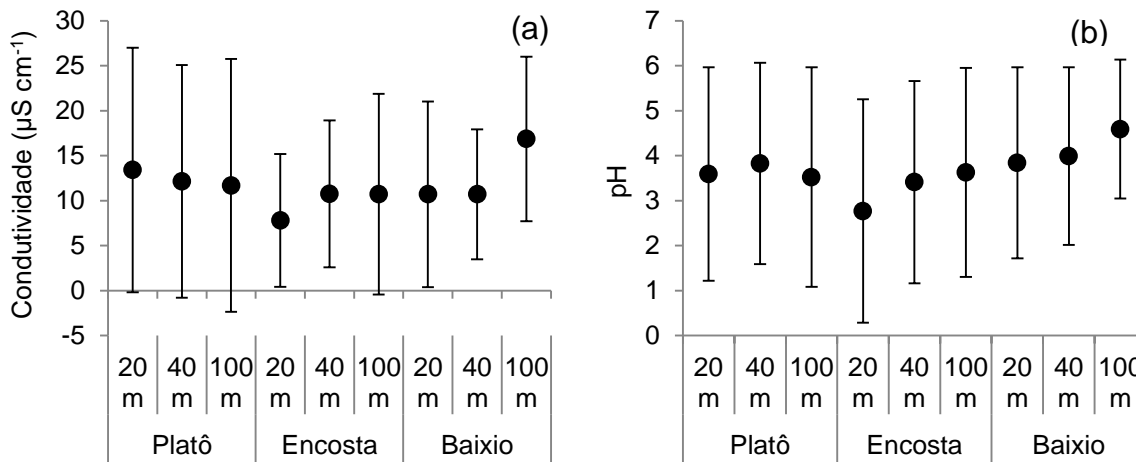 (a)
Condutividade (µS cm⁻¹)
30
25
20
15
10
5
0
-5
20 m 40 m 100 m 20 m 40 m 100 m 20 m 40 m 100 m
Platô Encosta Baixio
(b)
pH
7
6
5
4
3
2
1
0
20 m 40 m 100 m 20 m 40 m 100 m 20 m 40 m 100 m
Platô Encosta Baixio